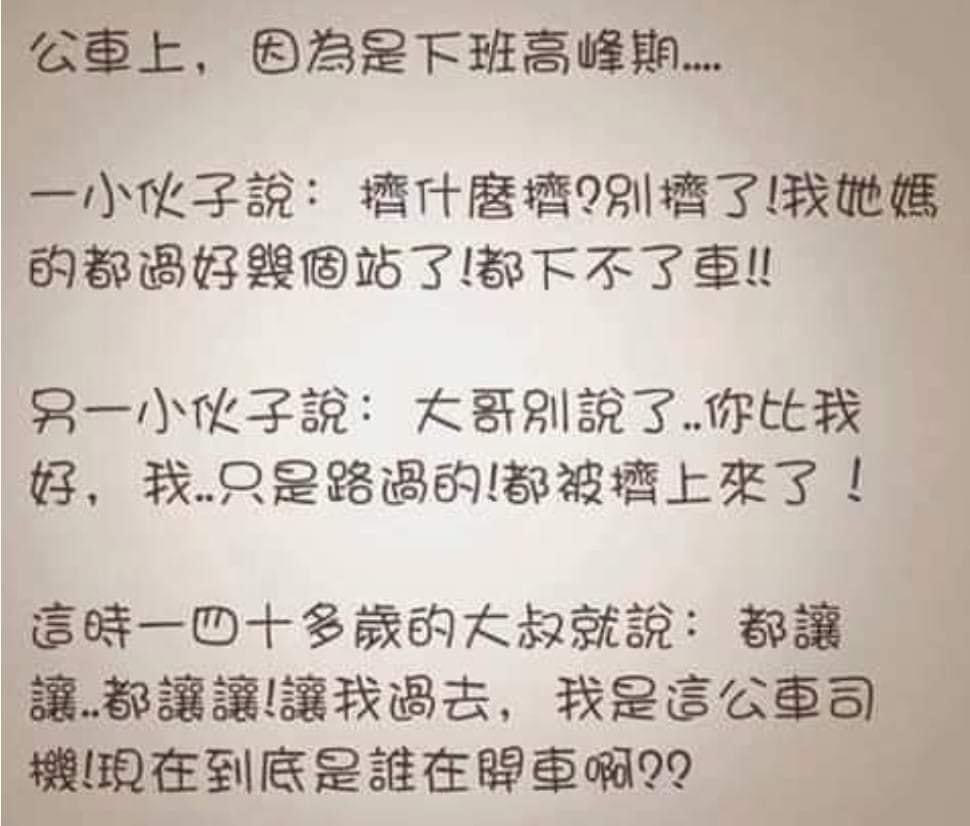 公車上，因為是下班高峰期....
一小伙子說：擠什麼擠?別擠了!我她媽
的都過好幾個站了!都下不了車!!
另一小伙子說：大哥別說了..你比我
好，我..只是路過的!都被擠上來了！
這時一四十多歲的大叔就說：都讓
讓..都讓讓!讓我過去，我是這公車司
機!現在到底是誰在開車啊??